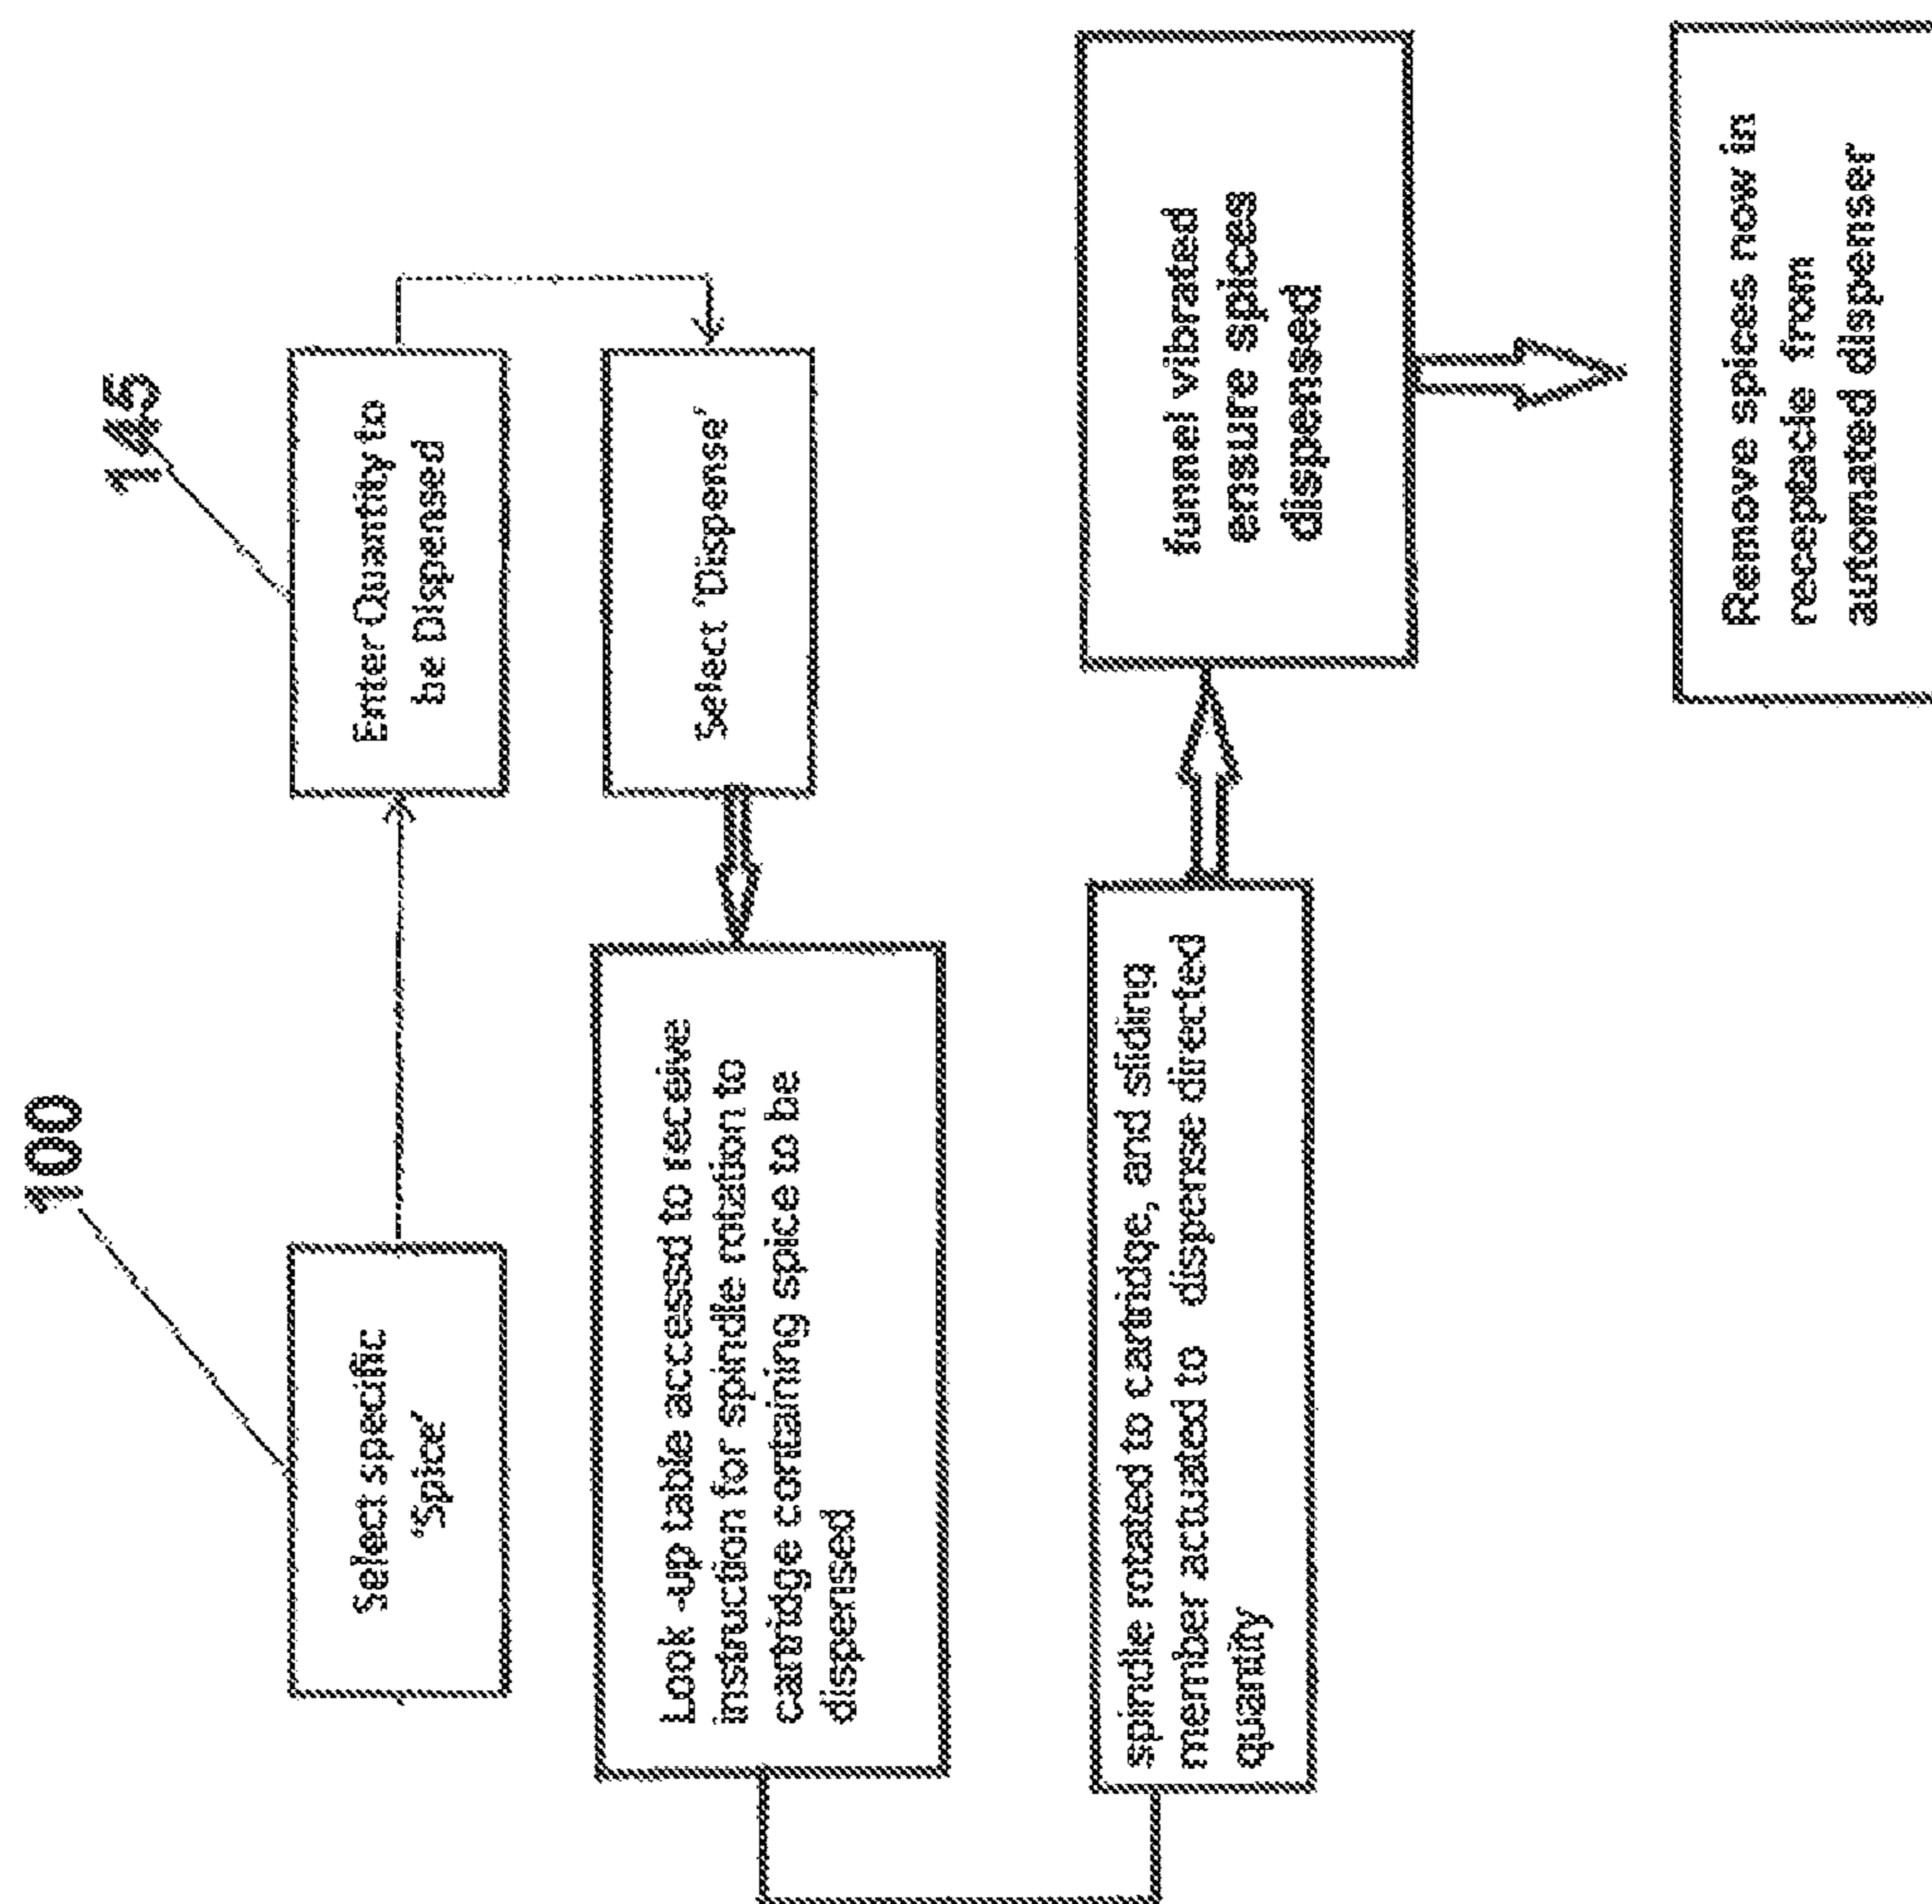 100
Select specific
‘Spice’
145
Enter Quantity to
be Dispensed
Select ‘Dispense’
Look -up table accessd to receive
instruction for spindle rotation to
cartridge containing spice to be
dispensed
spindle rotated to cartridge, and sliding
member actuated to dispense directed
quantity
funnel vibrated
ensure spices
dispensed
Remove spices now in
receptacle from
automated dispenser